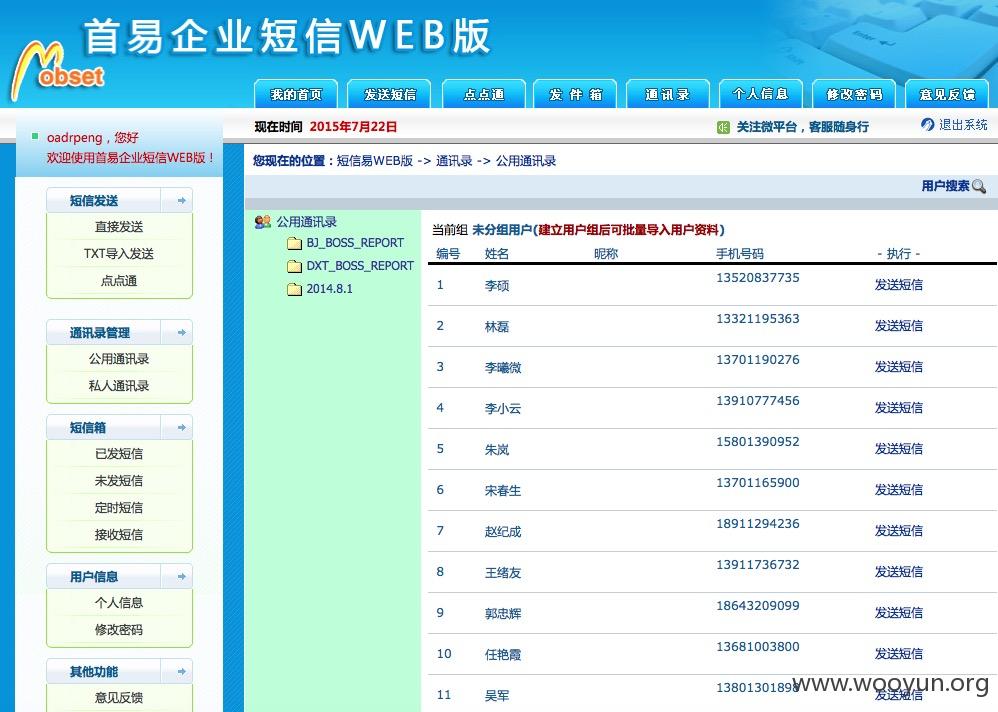 首易企业短信WEB版
Mobset
我的首页 发送短信 点点通 发件箱 通讯录 个人信息 修改密码 意见反馈
oadrpeng，您好
欢迎使用首易企业短信WEB版！
现在时间 2015年7月22日 关注微平台，客服随身行 退出系统
您现在的位置：短信易WEB版 -> 通讯录 -> 公用通讯录
用户搜索
短信发送
直接发送
TXT导入发送
点点通
通讯录管理
公用通讯录
私人通讯录
短信箱
已发短信
未发短信
定时短信
接收短信
用户信息
个人信息
修改密码
其他功能
意见反馈
公用通讯录
BJ_BOSS_REPORT
DXT_BOSS_REPORT
2014.8.1
当前组 未分组用户(建立用户组后可批量导入用户资料)
编号 姓名 昵称 手机号码 - 执行 -
1 李硕 13520837735 发送短信
2 林磊 13321195363 发送短信
3 李曦微 13701190276 发送短信
4 李小云 13910777456 发送短信
5 朱岚 15801390952 发送短信
6 宋春生 13701165900 发送短信
7 赵纪成 18911294236 发送短信
8 王绪友 13911736732 发送短信
9 郭忠辉 18643209099 发送短信
10 任艳霞 13681003800 发送短信
11 吴军 13801301898 发送短信
www.wooyun.org